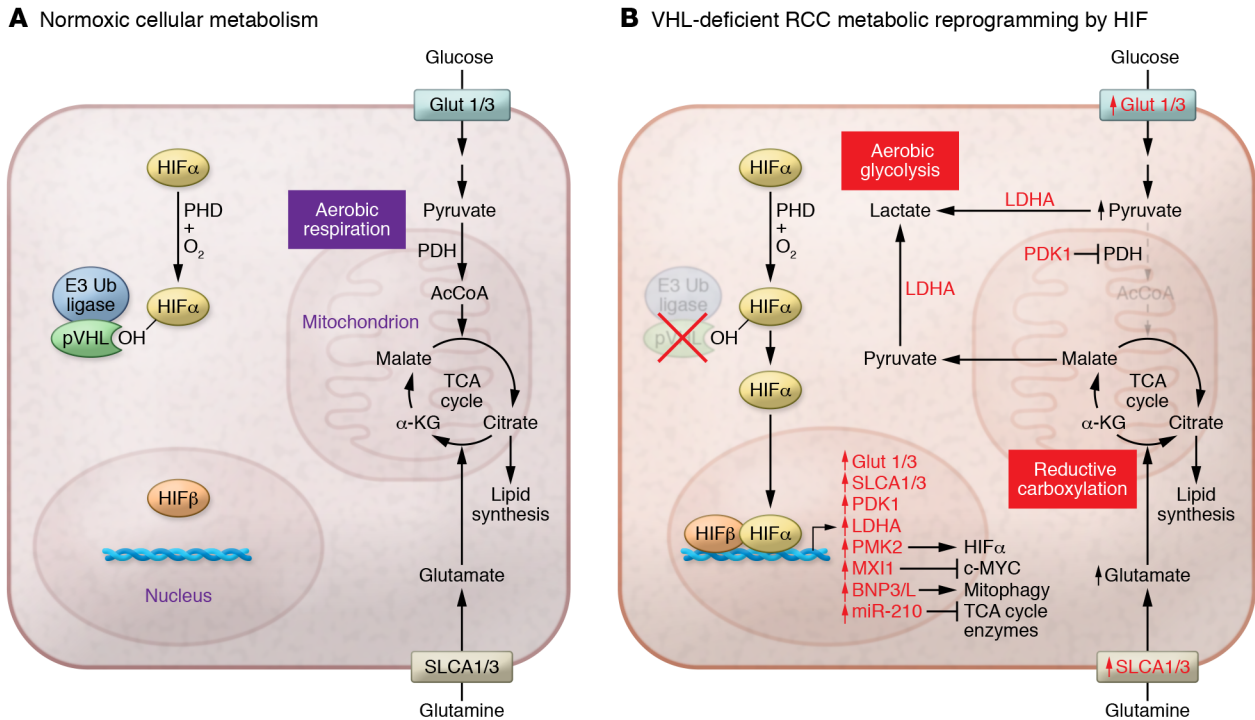 A Normoxic cellular metabolism
Glucose
Glut 1/3
HIFα
PHD
+
O2
Aerobic
respiration
Pyruvate
PDH
E3 Ub
ligase
HIFα
pVHL
OH
AcCoA
Mitochondrion
Malate
TCA
cycle
α-KG
Citrate
Lipid
synthesis
HIFβ
Nucleus
Glutamate
SLCA1/3
Glutamine
B VHL-deficient RCC metabolic reprogramming by HIF
Glucose
Glut 1/3
HIFα
PHD
+
O2
Aerobic
glycolysis
Lactate
LDHA
Pyruvate
PDK1
PDH
E3 Ub
ligase
HIFα
pVHL
OH
LDHA
AcCoA
Pyruvate
Malate
HIFα
TCA
cycle
α-KG
Citrate
Reductive
carboxylation
Lipid
synthesis
Glut 1/3
SLCA1/3
PDK1
LDHA
HIFβ
HIFα
PMK2
HIFα
MXI1
c-MYC
BNP3/L
Mitophagy
miR-210
TCA cycle
enzymes
Glutamate
SLCA1/3
Glutamine